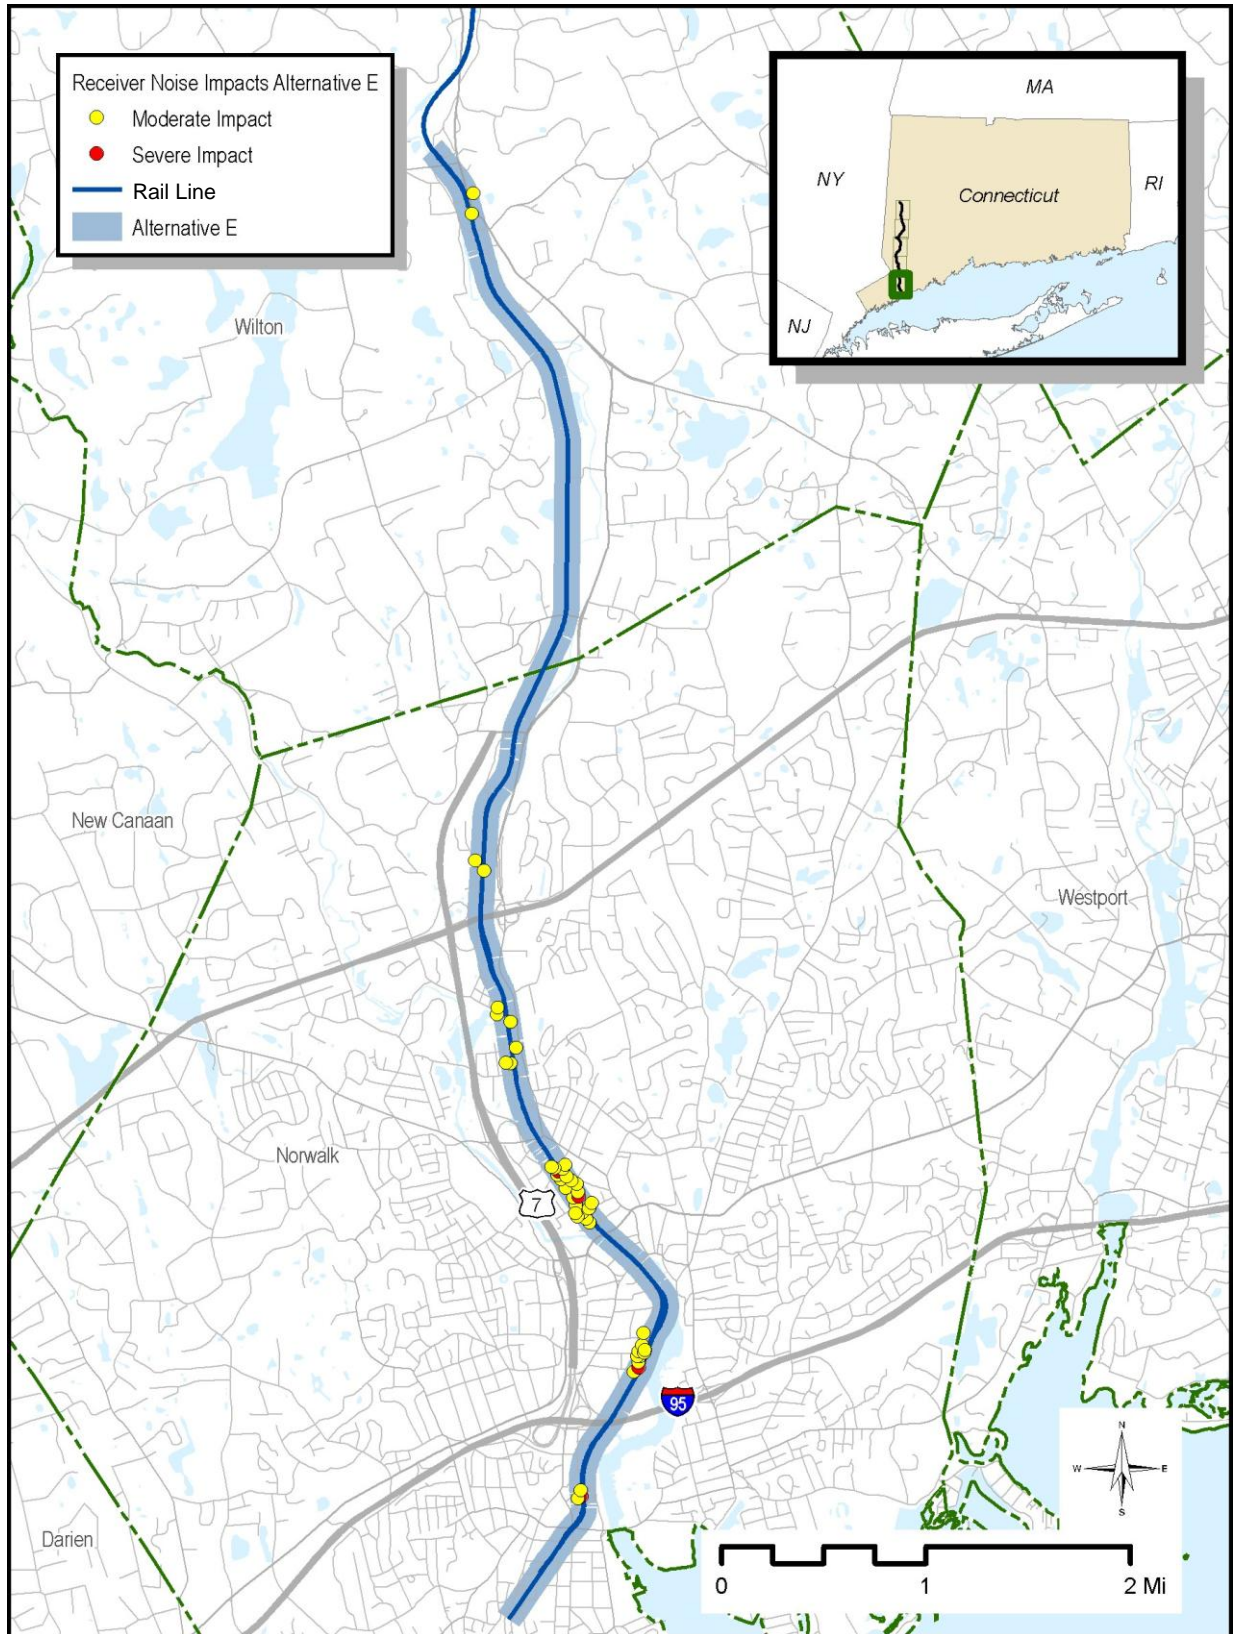 Receiver Noise Impacts Alternative E
Moderate Impact
Severe Impact
Rail Line
Alternative E
MA
NY
Connecticut
RI
NJ
Wilton
New Canaan
Westport
Norwalk
7
95
Darien
N
W
E
S
0
1
2 Mi